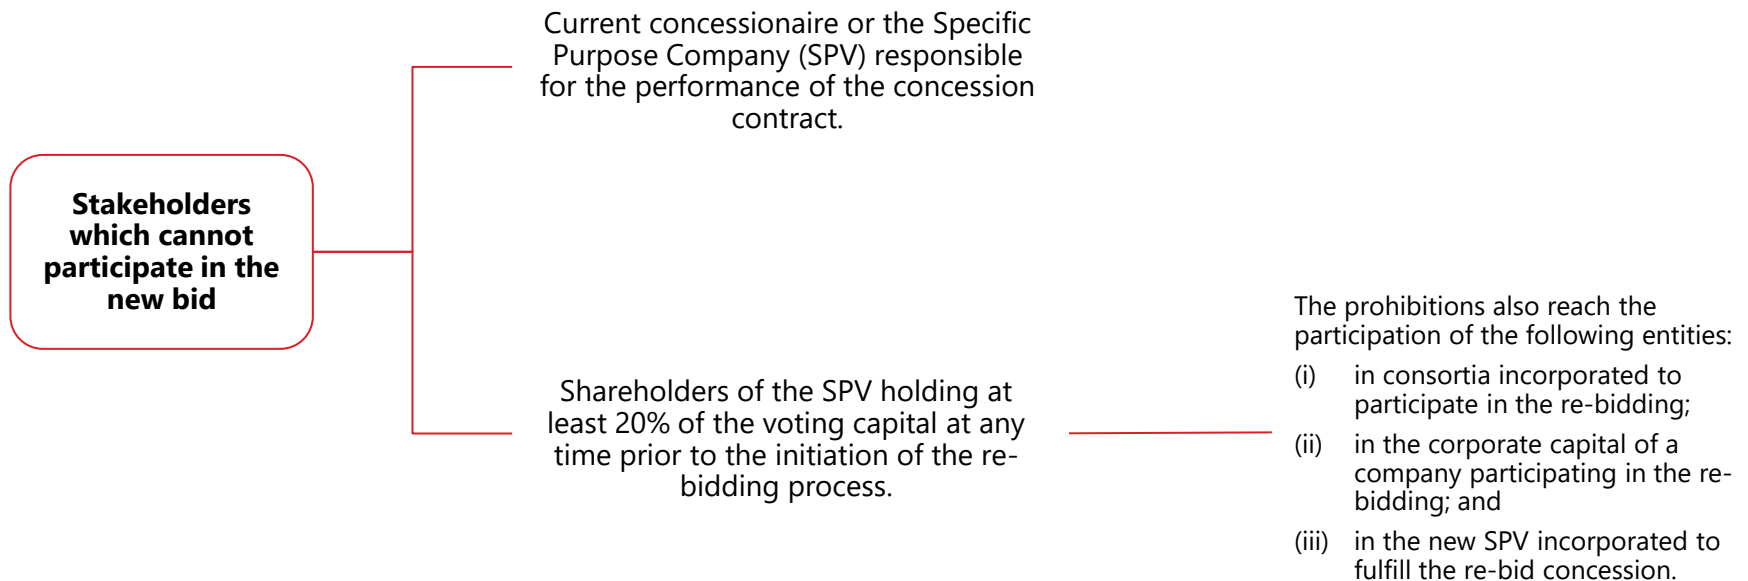 Current concessionaire or the Specific
Purpose Company (SPV) responsible
for the performance of the concession
contract.
Stakeholders
which cannot
participate in the
new bid
Shareholders of the SPV holding at
least 20% of the voting capital at any
time prior to the initiation of the re-
bidding process.
The prohibitions also reach the
participation of the following entities:
(i) in consortia incorporated to
participate in the re-bidding;
(ii) in the corporate capital of a
company participating in the re-
bidding; and
(iii) in the new SPV incorporated to
fulfill the re-bid concession.